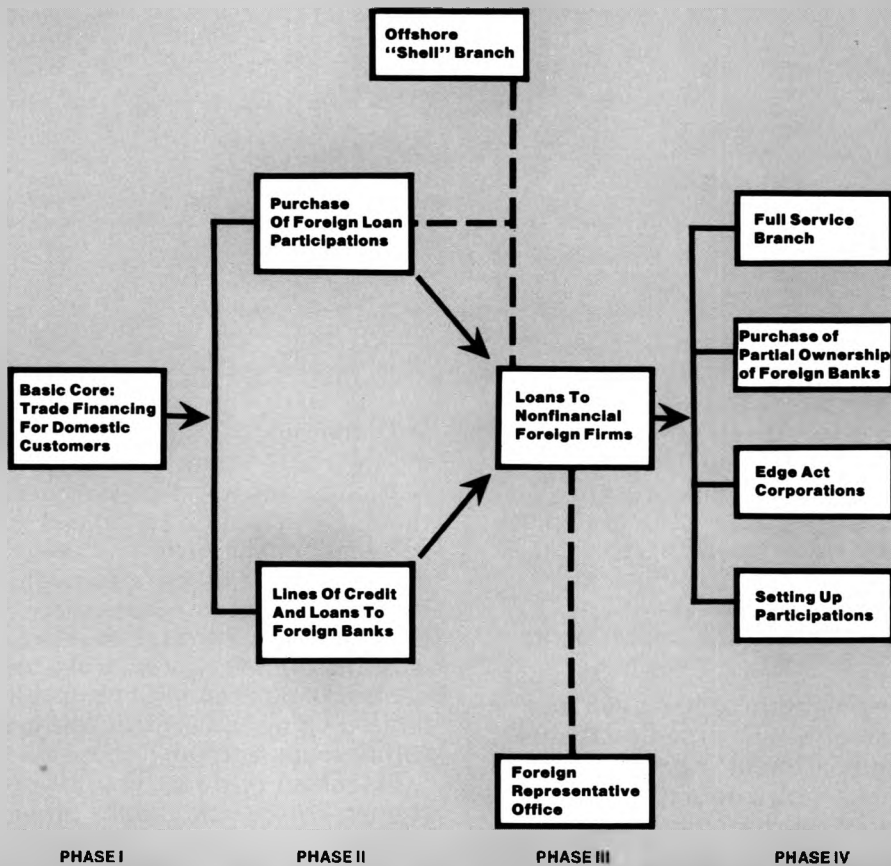 Offshore
"Shell" Branch
Purchase
Of Foreign Loan
Participations
Full Service
Branch
Purchase of
Partial Ownership
of Foreign Banks
Basic Core:
Trade Financing
For Domestic
Customers
Loans To
Nonfinancial
Foreign Firms
Edge Act
Corporations
Lines Of Credit
And Loans To
Foreign Banks
Setting Up
Participations
Foreign
Representative
Office
PHASE I
PHASE II
PHASE III
PHASE IV